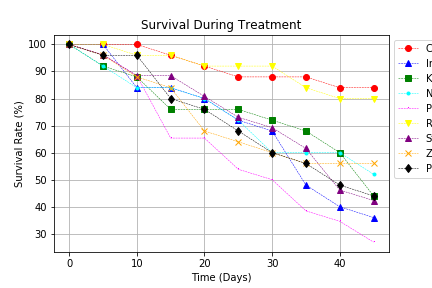 Survival During Treatment
Survival Rate (%)
100
90
80
70
60
50
40
30
0
10
20
30
40
Time (Days)
C
Ir
K
N
P
R
S
Z
P